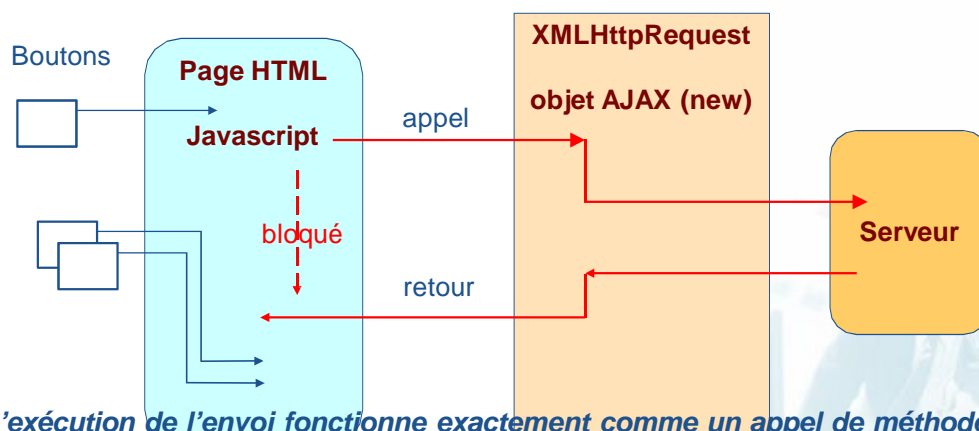 Boutons
Page HTML
Javascript
bloqué
appel
retour
XMLHttpRequest
objet AJAX (new)
Serveur
’exécution de l’envoi fonctionne exactement comme un appel de méthode